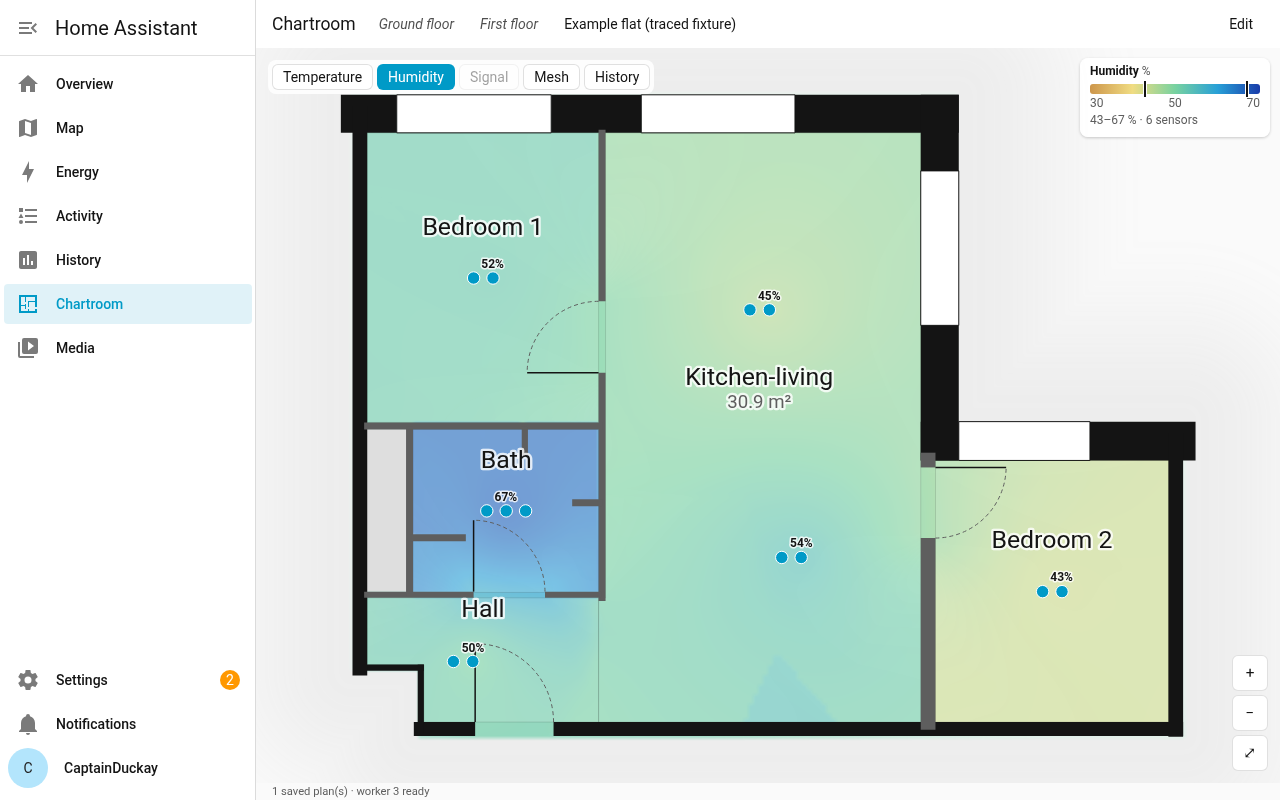 Home Assistant
Chartroom
Ground floor
First floor
Example flat (traced fixture)
Edit
Overview
Map
Energy
Activity
History
Chartroom
Media
Settings
2
Notifications
C
CaptainDuckay
Temperature
Humidity
Signal
Mesh
History
Humidity %
30 50 70
43–67 % · 6 sensors
Bedroom 1
52%
45%
Kitchen-living
30.9 m²
Bath
67%
54%
Bedroom 2
43%
Hall
50%
+
−
⤢
1 saved plan(s) · worker 3 ready